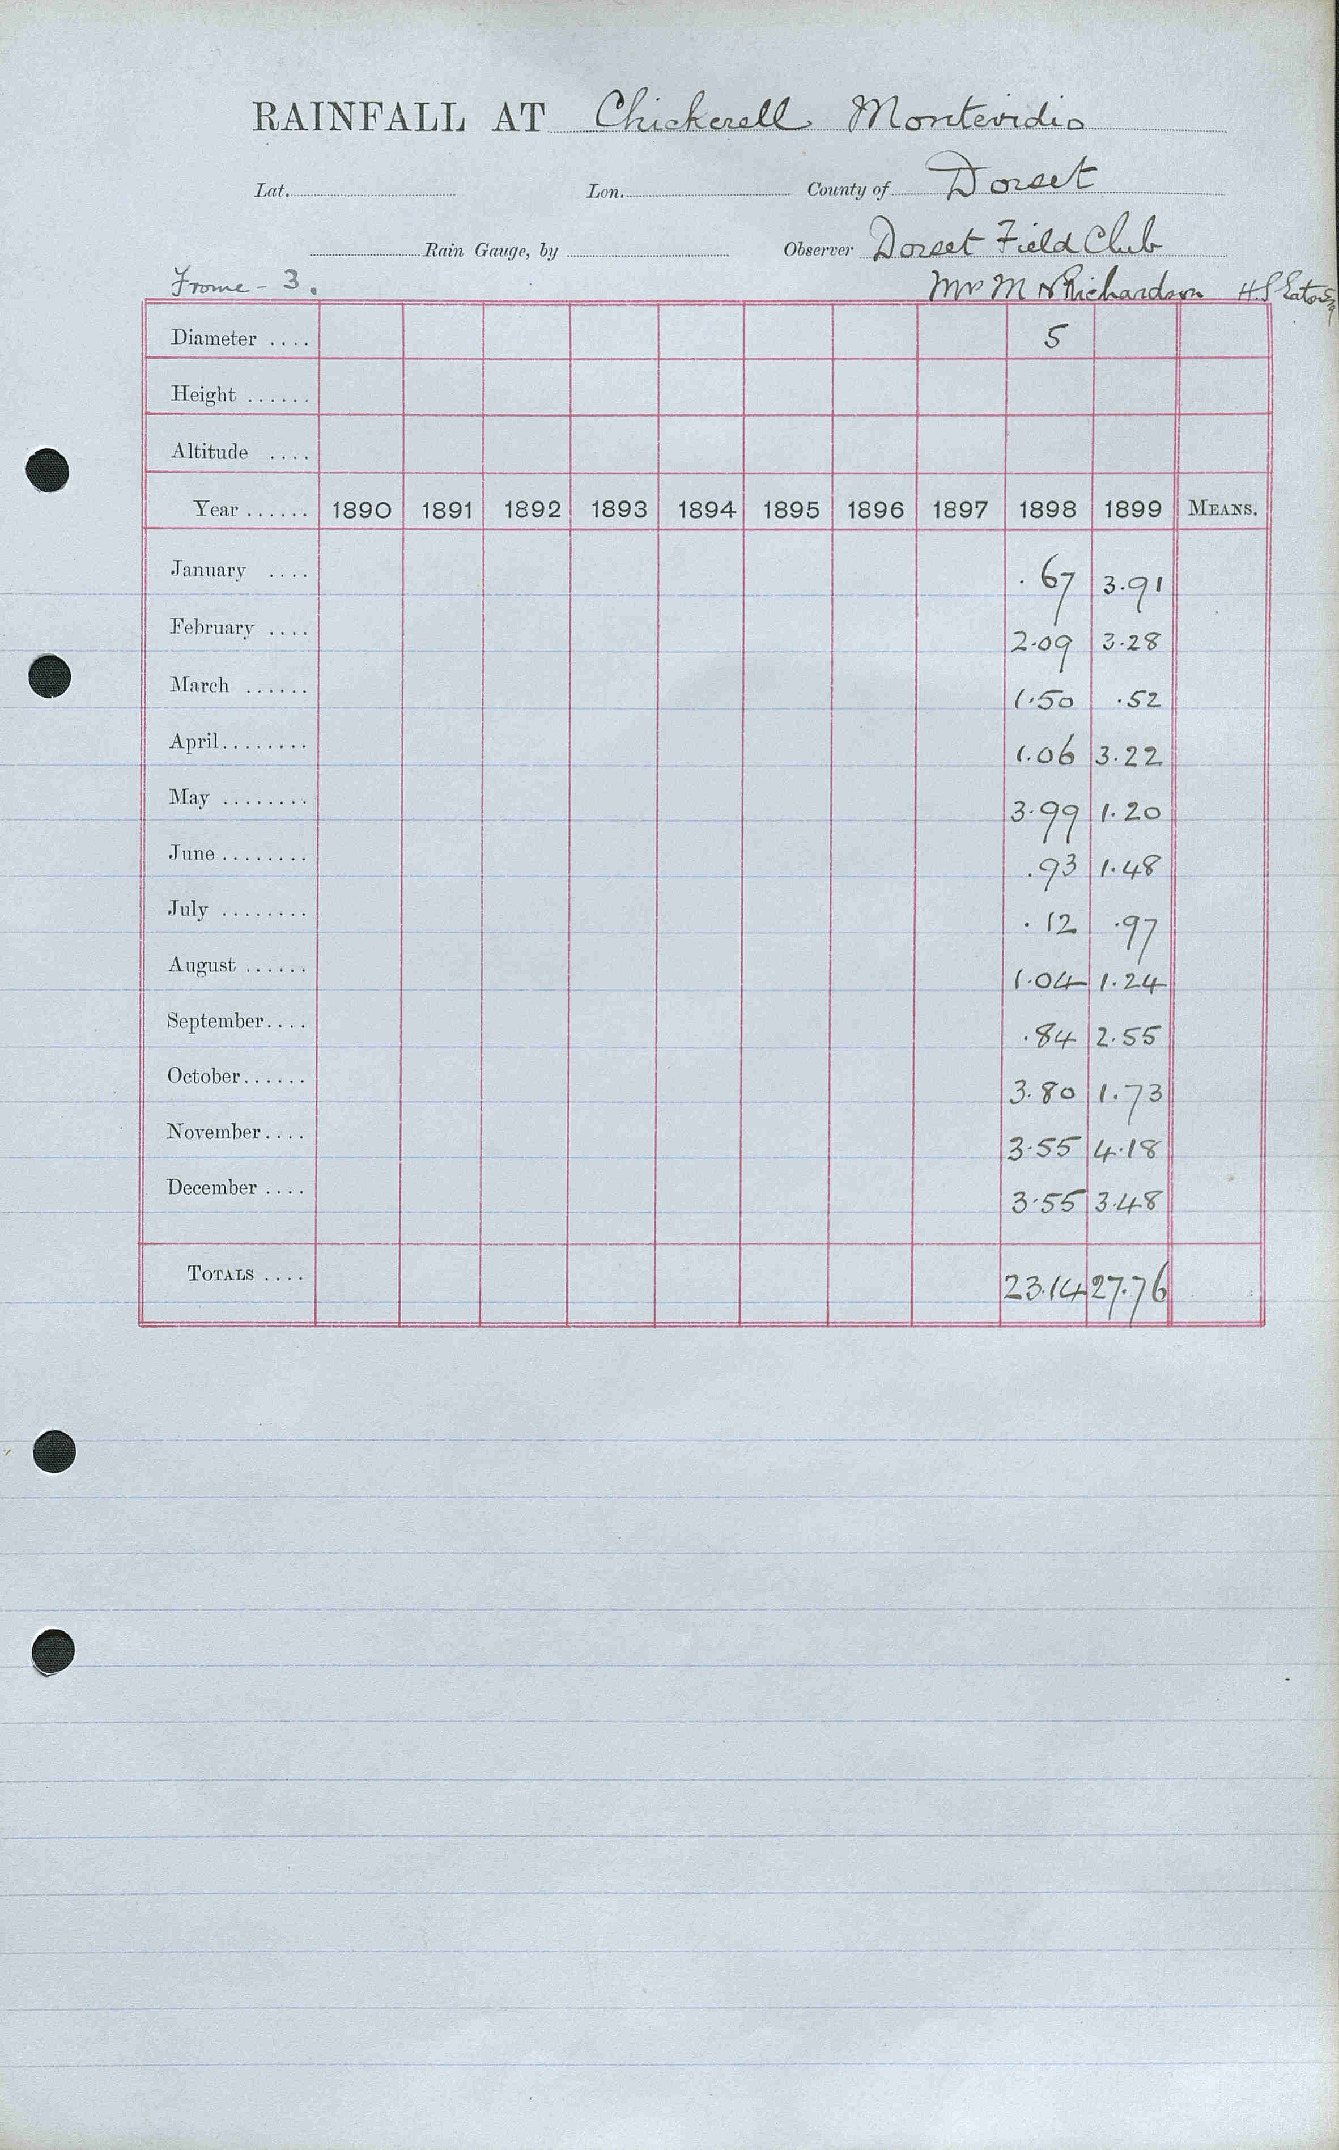 RAINFALL AT Chickerell Montevidio
Lat. Lon. County of Dorset
Rain Gauge, by Observer Dorset Field Club
Frome - 3. Mrs M N Richardson H.S. Eaton Esq
Diameter .... 5
Height ......
Altitude ....
Year ...... 1890 1891 1892 1893 1894 1895 1896 1897 1898 1899 MEANS.
January .... .67 3.91
February .... 2.09 3.28
March ...... 1.50 .52
April........ 1.06 3.22
May ........ 3.99 1.20
June ........ .93 1.48
July ........ .12 .97
August ...... 1.04 1.24
September.... .84 2.55
October...... 3.80 1.73
November.... 3.55 4.18
December .... 3.55 3.48
TOTALS .... 23.14 27.76